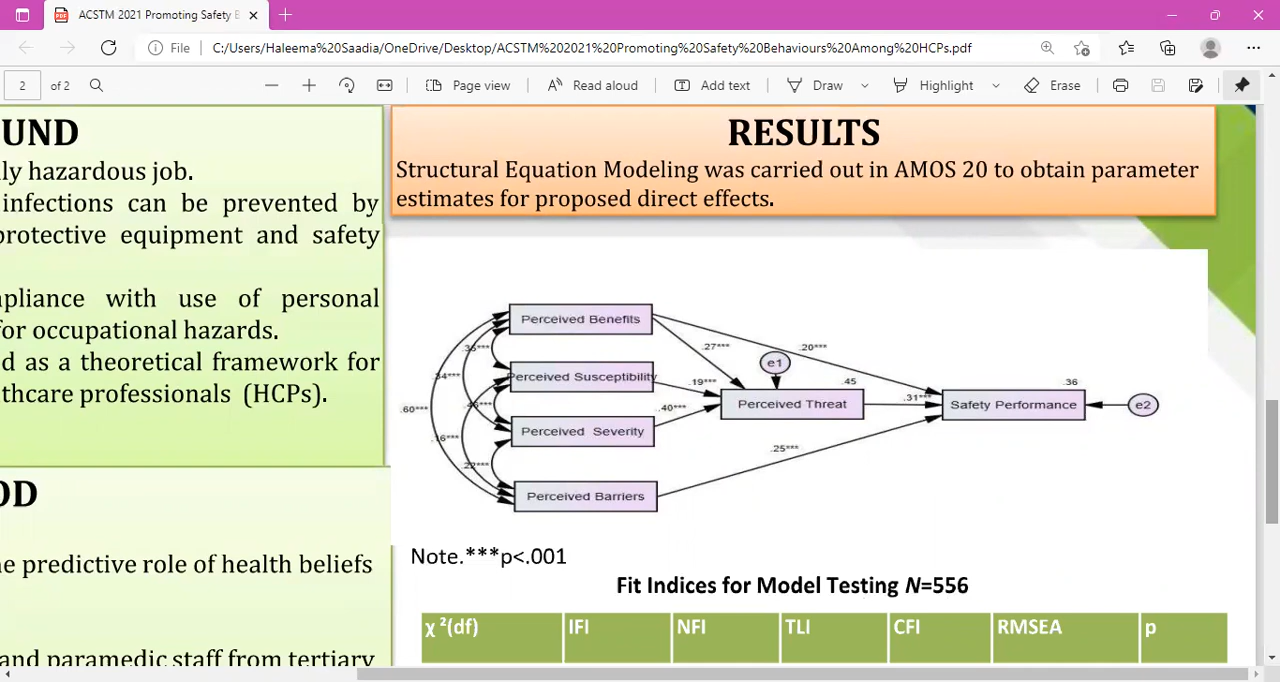 ACSTM 2021 Promoting Safety B
File
C:/Users/Haleema%20Saadia/OneDrive/Desktop/ACSTM%202021%20Promoting%20Safety%20Behaviours%20Among%20HCPs.pdf
2 of 2
Page view
Read aloud
Add text
Draw
Highlight
Erase
UND
ly hazardous job.
infections can be prevented by
protective equipment and safety
pliance with use of personal
for occupational hazards.
d as a theoretical framework for
thcare professionals (HCPs).
OD
e predictive role of health beliefs
and paramedic staff from tertiary
RESULTS
Structural Equation Modeling was carried out in AMOS 20 to obtain parameter
estimates for proposed direct effects.
Perceived Benefits
Perceived Susceptibility
Perceived Severity
Perceived Barriers
.34***
.60***
.16***
.27***
.20***
.19***
.40***
.25***
e1
.45
Perceived Threat
.31***
.36
Safety Performance
e2
Note.***p<.001
Fit Indices for Model Testing N=556
χ ²(df) IFI NFI TLI CFI RMSEA p